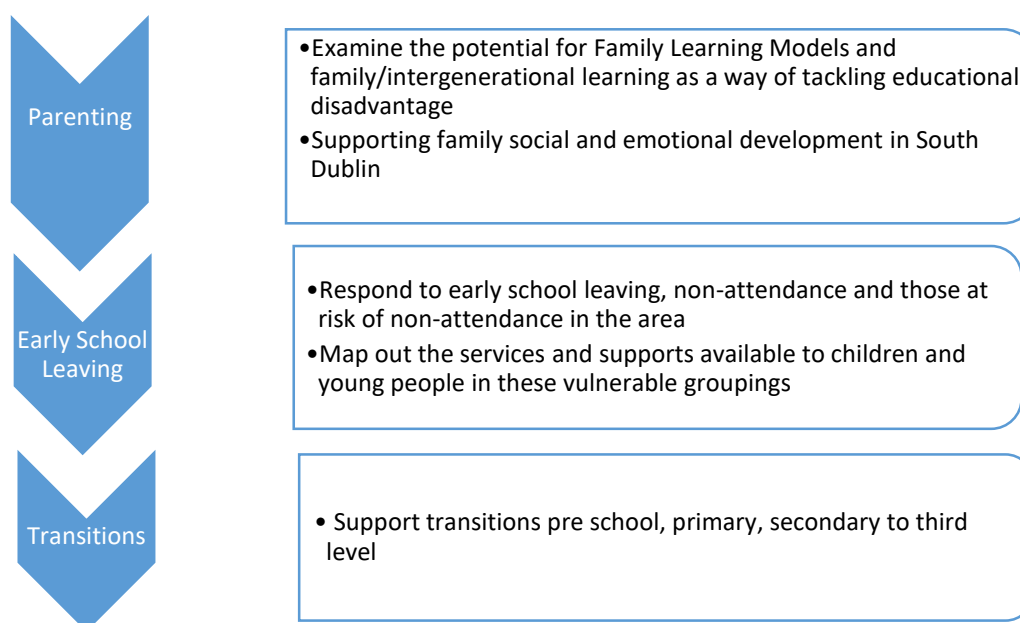 Parenting
•Examine the potential for Family Learning Models and
family/intergenerational learning as a way of tackling educational
disadvantage
•Supporting family social and emotional development in South
Dublin
Early School
Leaving
•Respond to early school leaving, non-attendance and those at
risk of non-attendance in the area
•Map out the services and supports available to children and
young people in these vulnerable groupings
Transitions
• Support transitions pre school, primary, secondary to third
level